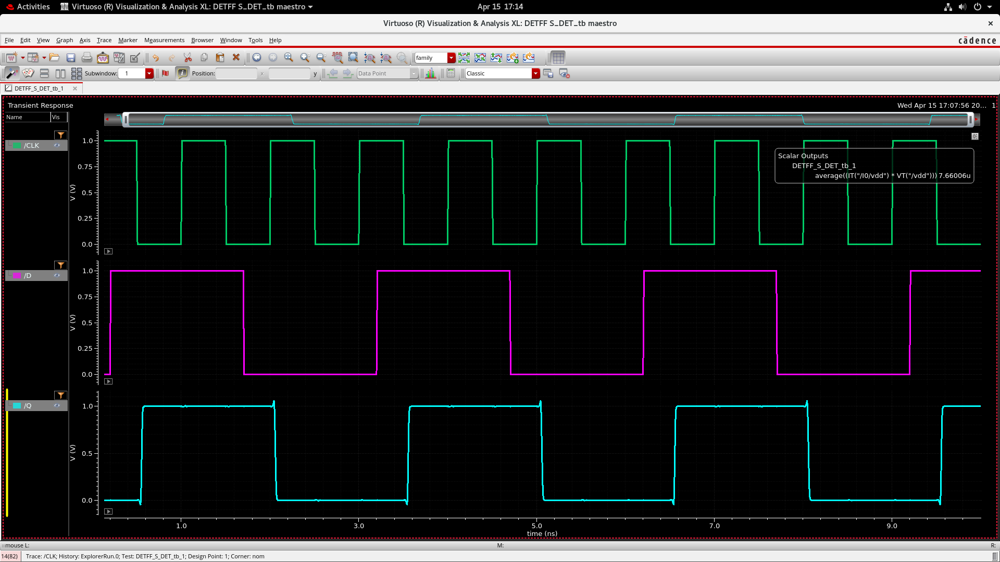 Activities
Virtuoso (R) Visualization & Analysis XL: DETFF S_DET_tb maestro
Apr 15 17:14
Virtuoso (R) Visualization & Analysis XL: DETFF S_DET_tb maestro
File Edit View Graph Axis Trace Marker Measurements Browser Window Tools Help
cādence
family
Subwindow: 1
Position: x y
Data Point
Classic
DETFF_S_DET_tb_1
Transient Response
Wed Apr 15 17:07:56 20... 1
Name Vis
/CLK
1.0
0.75
0.5
0.25
0.0
V (V)
Scalar Outputs
DETFF_S_DET_tb_1
average((IT("/I0/vdd") * VT("/vdd"))) 7.66006u
/D
1.0
0.75
0.5
0.25
0.0
V (V)
/Q
1.0
0.5
0.0
V (V)
1.0 3.0 5.0 7.0 9.0
time (ns)
mouse L: M: R:
14(82) Trace: /CLK; History: ExplorerRun.0; Test: DETFF_S_DET_tb_1; Design Point: 1; Corner: nom